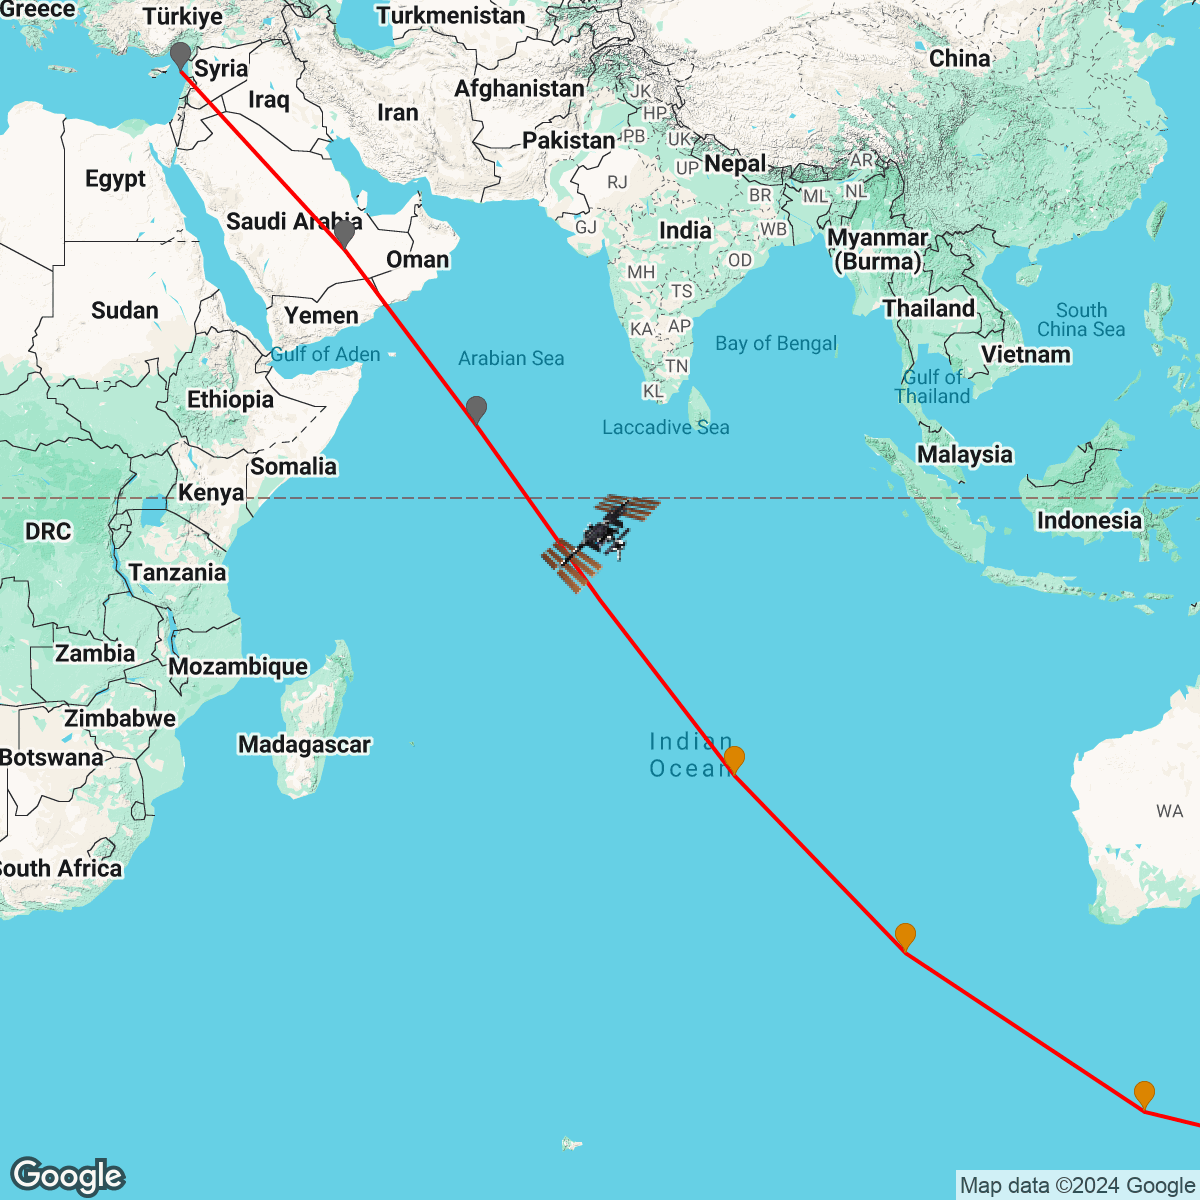 Greece
Türkiye
Turkmenistan
China
Syria
Afghanistan
JK
Iraq
Iran
HP
Pakistan
PB
UK
Nepal
AR
UP
Egypt
RJ
BR
ML
NL
Saudi Arabia
GJ
India
WB
Myanmar
(Burma)
Oman
OD
MH
Sudan
Yemen
TS
Thailand
South
China Sea
KA
AP
Bay of Bengal
Gulf of Aden
Arabian Sea
TN
Vietnam
Gulf of
Thailand
Ethiopia
KL
Laccadive Sea
Malaysia
Somalia
Kenya
DRC
Indonesia
Tanzania
Zambia
Mozambique
Zimbabwe
Madagascar
Indian
Ocean
Botswana
WA
South Africa
Google
Map data ©2024 Google